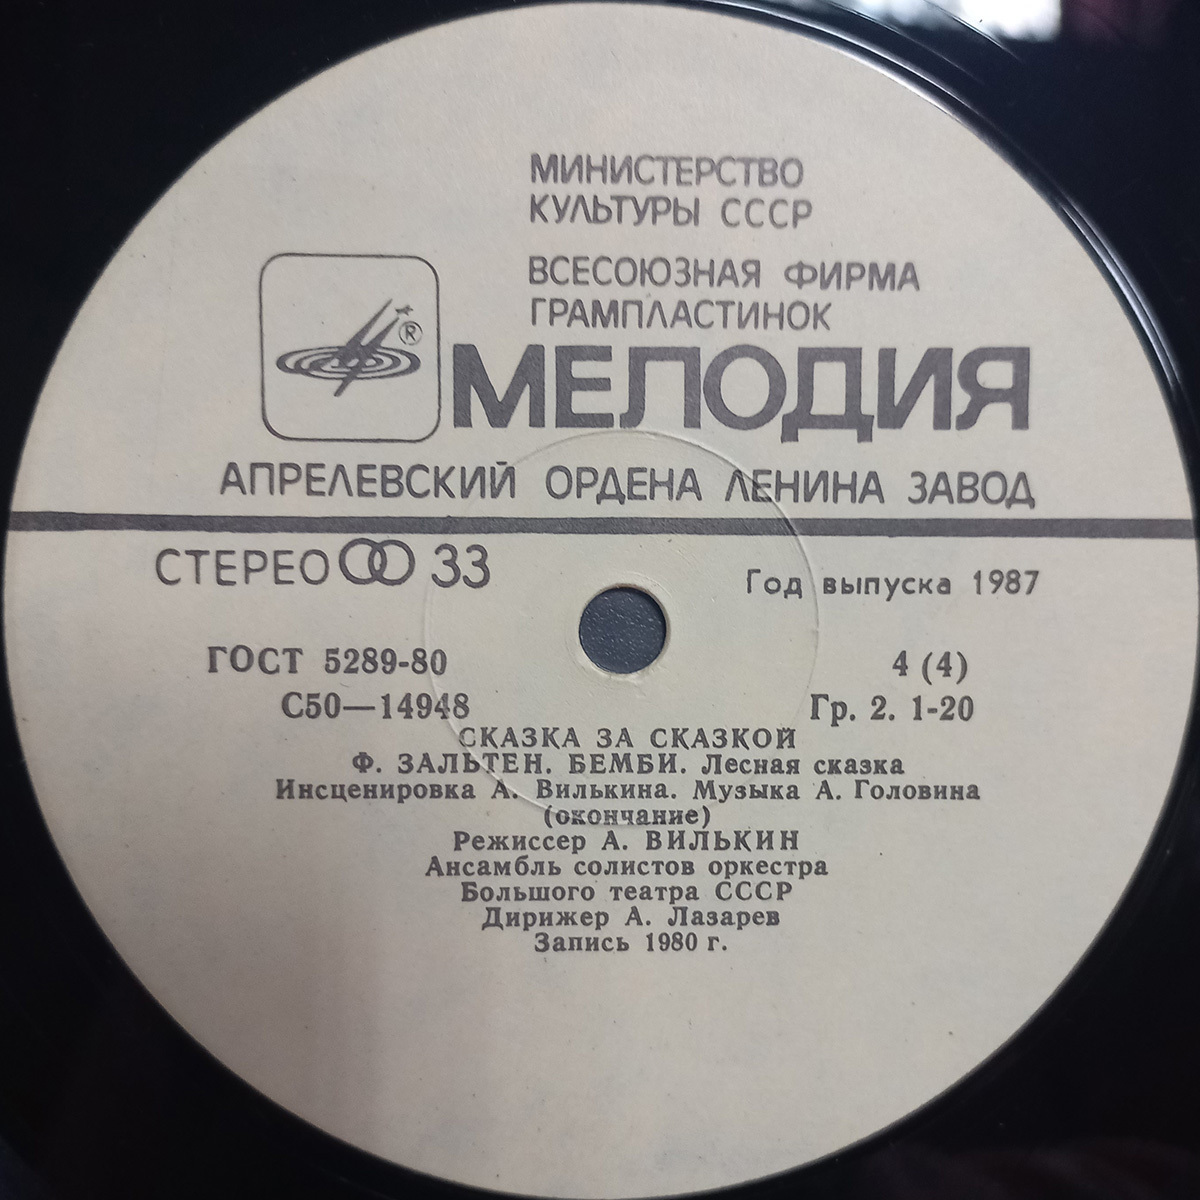 МИНИСТЕРСТВО
КУЛЬТУРЫ СССР
ВСЕСОЮЗНАЯ ФИРМА
ГРАМПЛАСТИНОК
®
МЕЛОДИЯ
АПРЕЛЕВСКИЙ ОРДЕНА ЛЕНИНА ЗАВОД
СТЕРЕО 33
Год выпуска 1987
ГОСТ 5289-80
4 (4)
С50—14948
Гр. 2. 1-20
СКАЗКА ЗА СКАЗКОЙ
Ф. ЗАЛЬТЕН. БЕМБИ. Лесная сказка
Инсценировка А. Вилькина. Музыка А. Головина
(окончание)
Режиссер А. ВИЛЬКИН
Ансамбль солистов оркестра
Большого театра СССР
Дирижер А. Лазарев
Запись 1980 г.